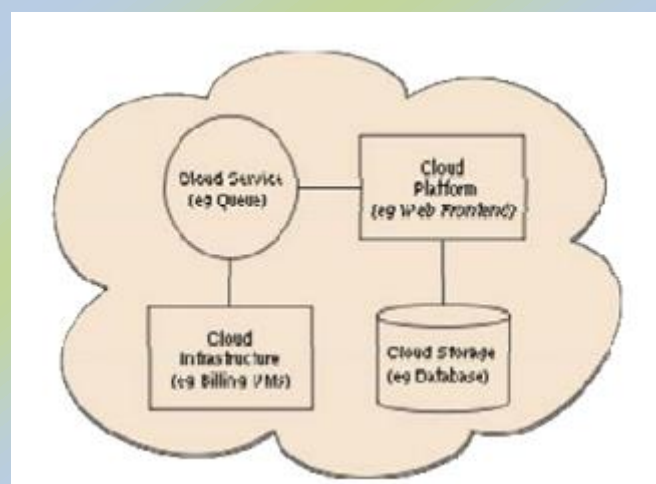 Cloud Service
(eg Queue)
Cloud
Platform
(eg Web Frontend)
Cloud
Infrastructure
(eg Billing VMs)
Cloud Storage
(eg Database)